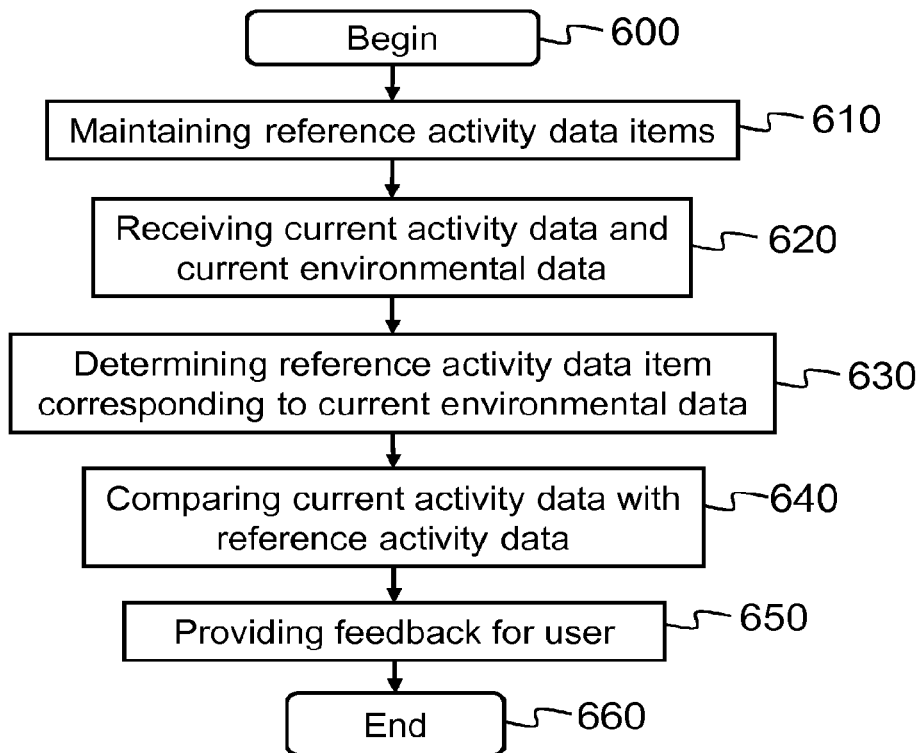 Begin
600
Maintaining reference activity data items
610
Receiving current activity data and
current environmental data
620
Determining reference activity data item
corresponding to current environmental data
630
Comparing current activity data with
reference activity data
640
Providing feedback for user
650
End
660